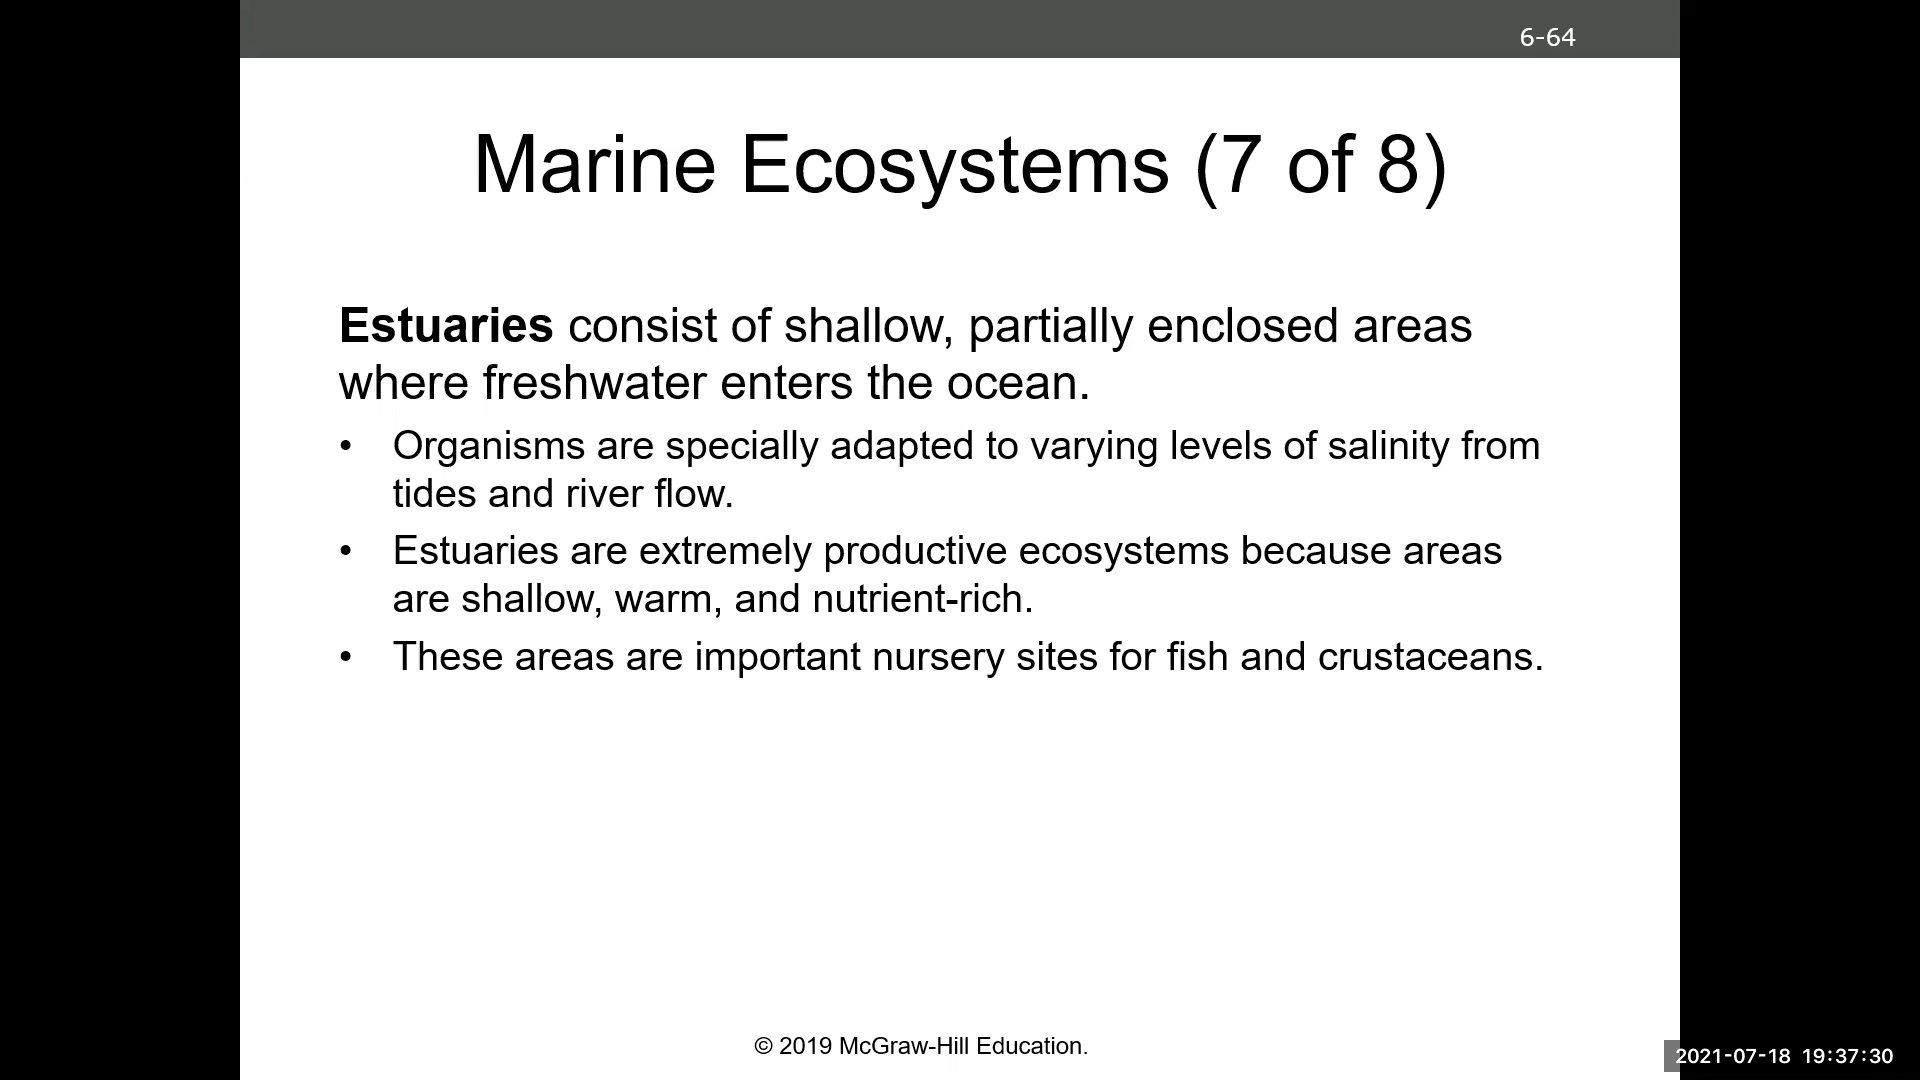 6-64
Marine Ecosystems (7 of 8)
Estuaries consist of shallow, partially enclosed areas
where freshwater enters the ocean.
• Organisms are specially adapted to varying levels of salinity from
tides and river flow.
• Estuaries are extremely productive ecosystems because areas
are shallow, warm, and nutrient-rich.
• These areas are important nursery sites for fish and crustaceans.
© 2019 McGraw-Hill Education.
2021-07-18 19:37:30